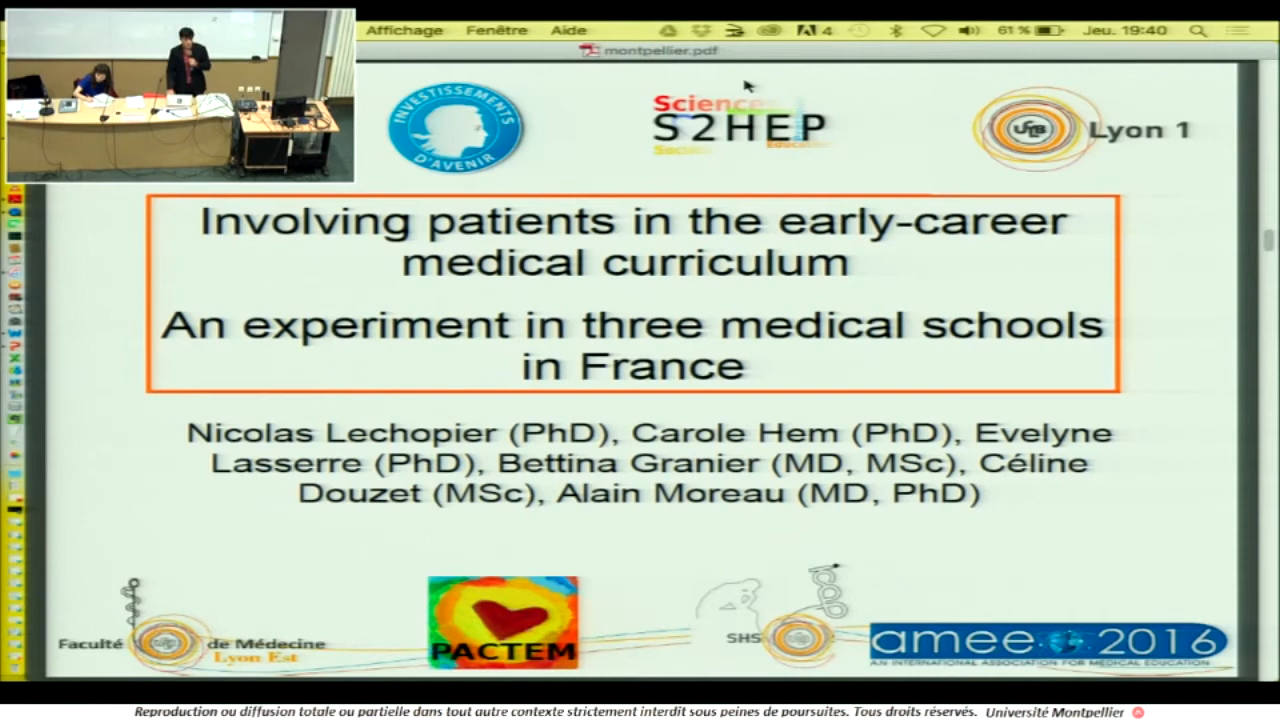 Affichage Fenêtre Aide 4 61 % Jeu. 19:40
montpellier.pdf
INVESTISSEMENTS
D'AVENIR
Science
S2HEP
Education
Lyon 1
Involving patients in the early-career
medical curriculum
An experiment in three medical schools
in France
Nicolas Lechopier (PhD), Carole Hem (PhD), Evelyne
Lasserre (PhD), Bettina Granier (MD, MSc), Céline
Douzet (MSc), Alain Moreau (MD, PhD)
Faculté de Médecine
Lyon Est
PACTEM
SHS
icap
amee 2016
AN INTERNATIONAL ASSOCIATION FOR MEDICAL EDUCATION
Reproduction ou diffusion totale ou partielle dans tout autre contexte strictement interdit sous peines de poursuites. Tous droits réservés. Université Montpellier